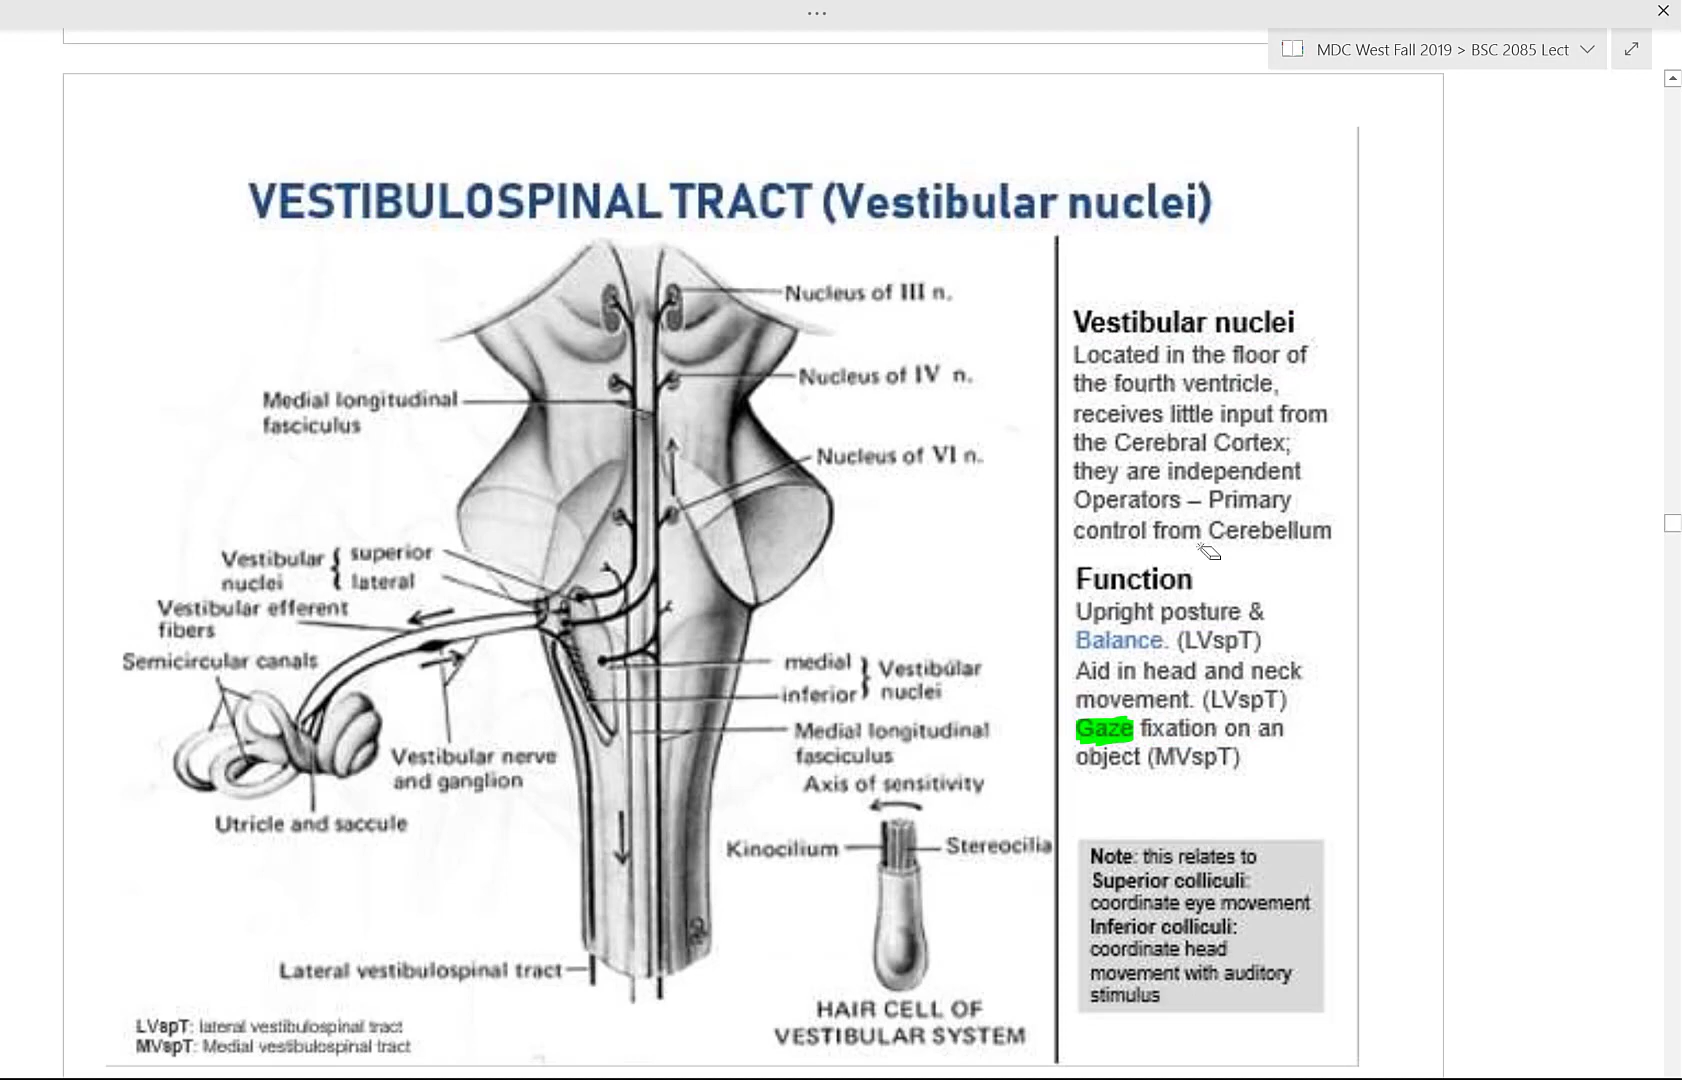 ...
MDC West Fall 2019 > BSC 2085 Lect
VESTIBULOSPINAL TRACT (Vestibular nuclei)
Nucleus of III n.
Nucleus of IV n.
Medial longitudinal
fasciculus
Nucleus of VI n.
Vestibular { superior
nuclei { lateral
Vestibular efferent
fibers
Semicircular canals
medial } Vestibular
inferior } nuclei
Medial longitudinal
fasciculus
Vestibular nerve
and ganglion
Utricle and saccule
Axis of sensitivity
Kinocilium
Stereocilia
Lateral vestibulospinal tract
HAIR CELL OF
VESTIBULAR SYSTEM
LVspT: lateral vestibulospinal tract
MVspT: Medial vestibulospinal tract
Vestibular nuclei
Located in the floor of
the fourth ventricle,
receives little input from
the Cerebral Cortex;
they are independent
Operators – Primary
control from Cerebellum
Function
Upright posture &
Balance. (LVspT)
Aid in head and neck
movement. (LVspT)
Gaze fixation on an
object (MVspT)
Note: this relates to
Superior colliculi:
coordinate eye movement
Inferior colliculi:
coordinate head
movement with auditory
stimulus